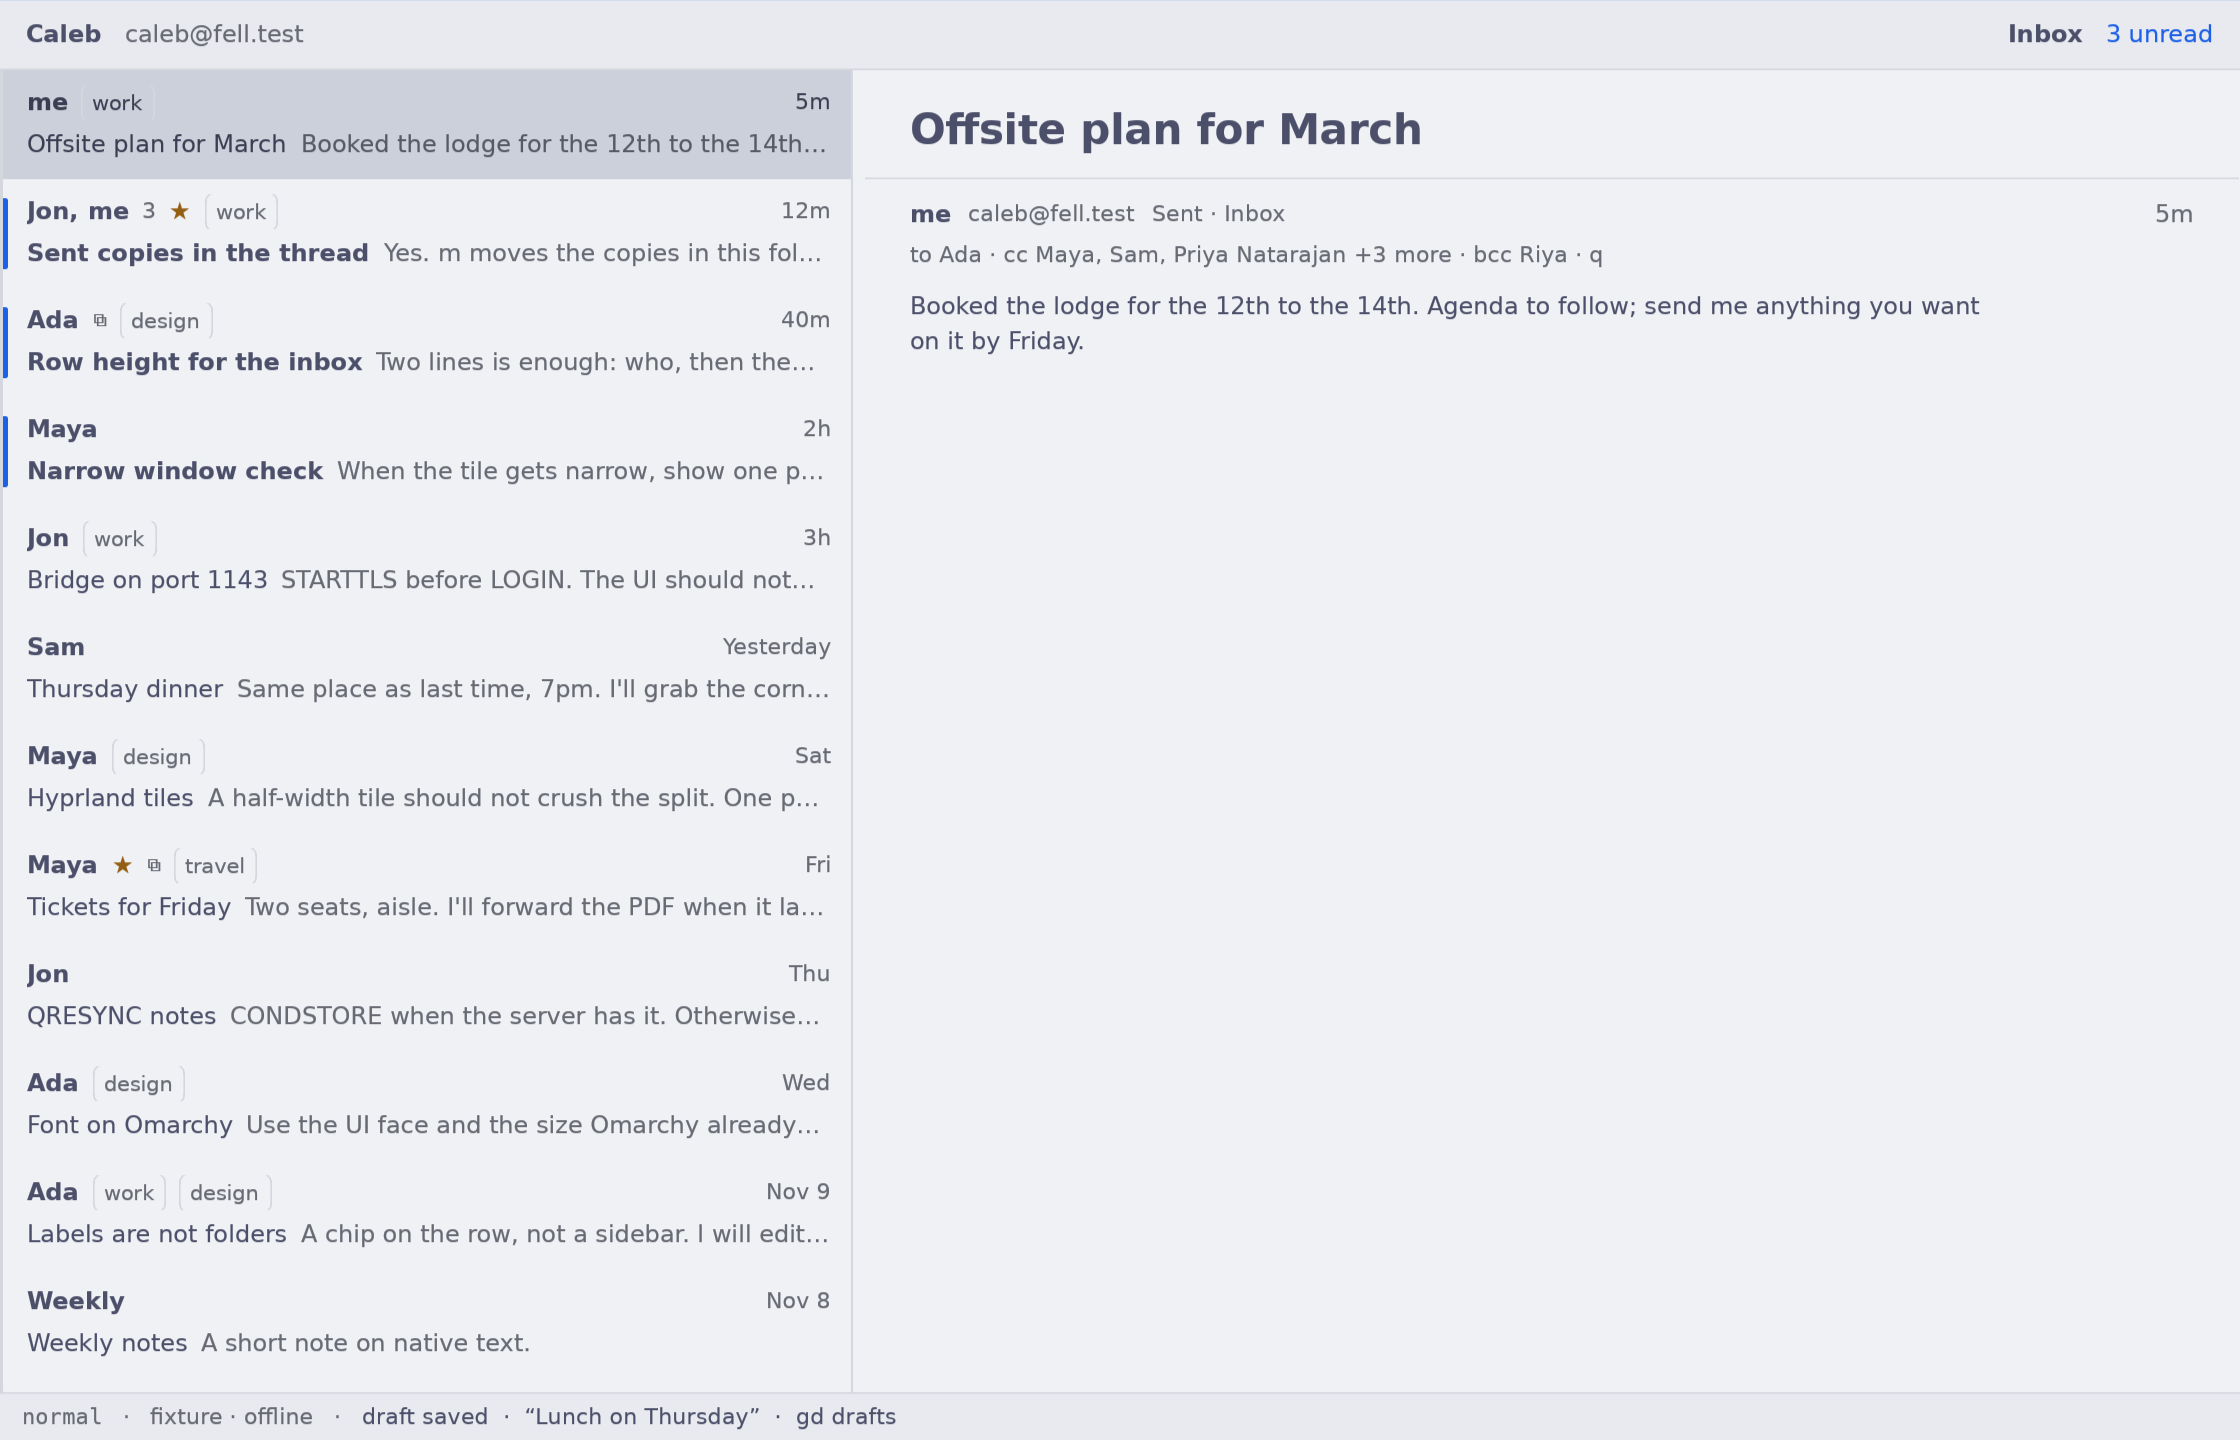 Caleb caleb@fell.test Inbox 3 unread
me work 5m
Offsite plan for March Booked the lodge for the 12th to the 14th…
Jon, me 3 ★ work 12m
Sent copies in the thread Yes. m moves the copies in this fol…
Ada ⧉ design 40m
Row height for the inbox Two lines is enough: who, then the…
Maya 2h
Narrow window check When the tile gets narrow, show one p…
Jon work 3h
Bridge on port 1143 STARTTLS before LOGIN. The UI should not…
Sam Yesterday
Thursday dinner Same place as last time, 7pm. I'll grab the corn…
Maya design Sat
Hyprland tiles A half-width tile should not crush the split. One p…
Maya ★ ⧉ travel Fri
Tickets for Friday Two seats, aisle. I'll forward the PDF when it la…
Jon Thu
QRESYNC notes CONDSTORE when the server has it. Otherwise…
Ada design Wed
Font on Omarchy Use the UI face and the size Omarchy already…
Ada work design Nov 9
Labels are not folders A chip on the row, not a sidebar. I will edit…
Weekly Nov 8
Weekly notes A short note on native text.
Offsite plan for March
me caleb@fell.test Sent · Inbox 5m
to Ada · cc Maya, Sam, Priya Natarajan +3 more · bcc Riya · q
Booked the lodge for the 12th to the 14th. Agenda to follow; send me anything you want
on it by Friday.
normal · fixture · offline · draft saved · “Lunch on Thursday” · gd drafts